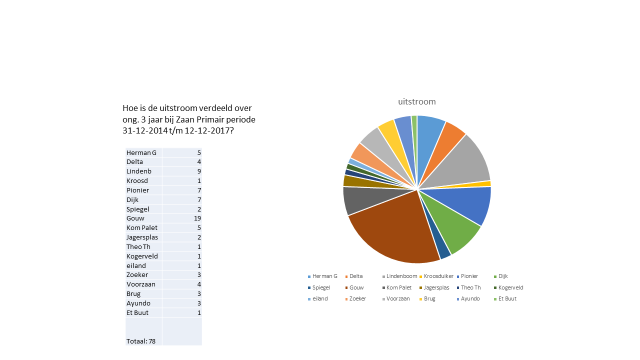 Hoe is de uitstroom verdeeld over
ong. 3 jaar bij Zaan Primair periode
31-12-2014 t/m 12-12-2017?
Herman G 5
Delta 4
Lindenb 9
Kroosd 1
Pionier 7
Dijk 7
Spiegel 2
Gouw 19
Kom Palet 5
Jagersplas 2
Theo Th 1
Kogerveld 1
eiland 1
Zoeker 3
Voorzaan 4
Brug 3
Ayundo 3
Et Buut 1
Totaal: 78
uitstroom
Herman G Delta Lindenboom Kroosduiker Pionier Dijk
Spiegel Gouw Kom Palet Jagersplas Theo Th Kogerveld
eiland Zoeker Voorzaan Brug Ayundo Et Buut